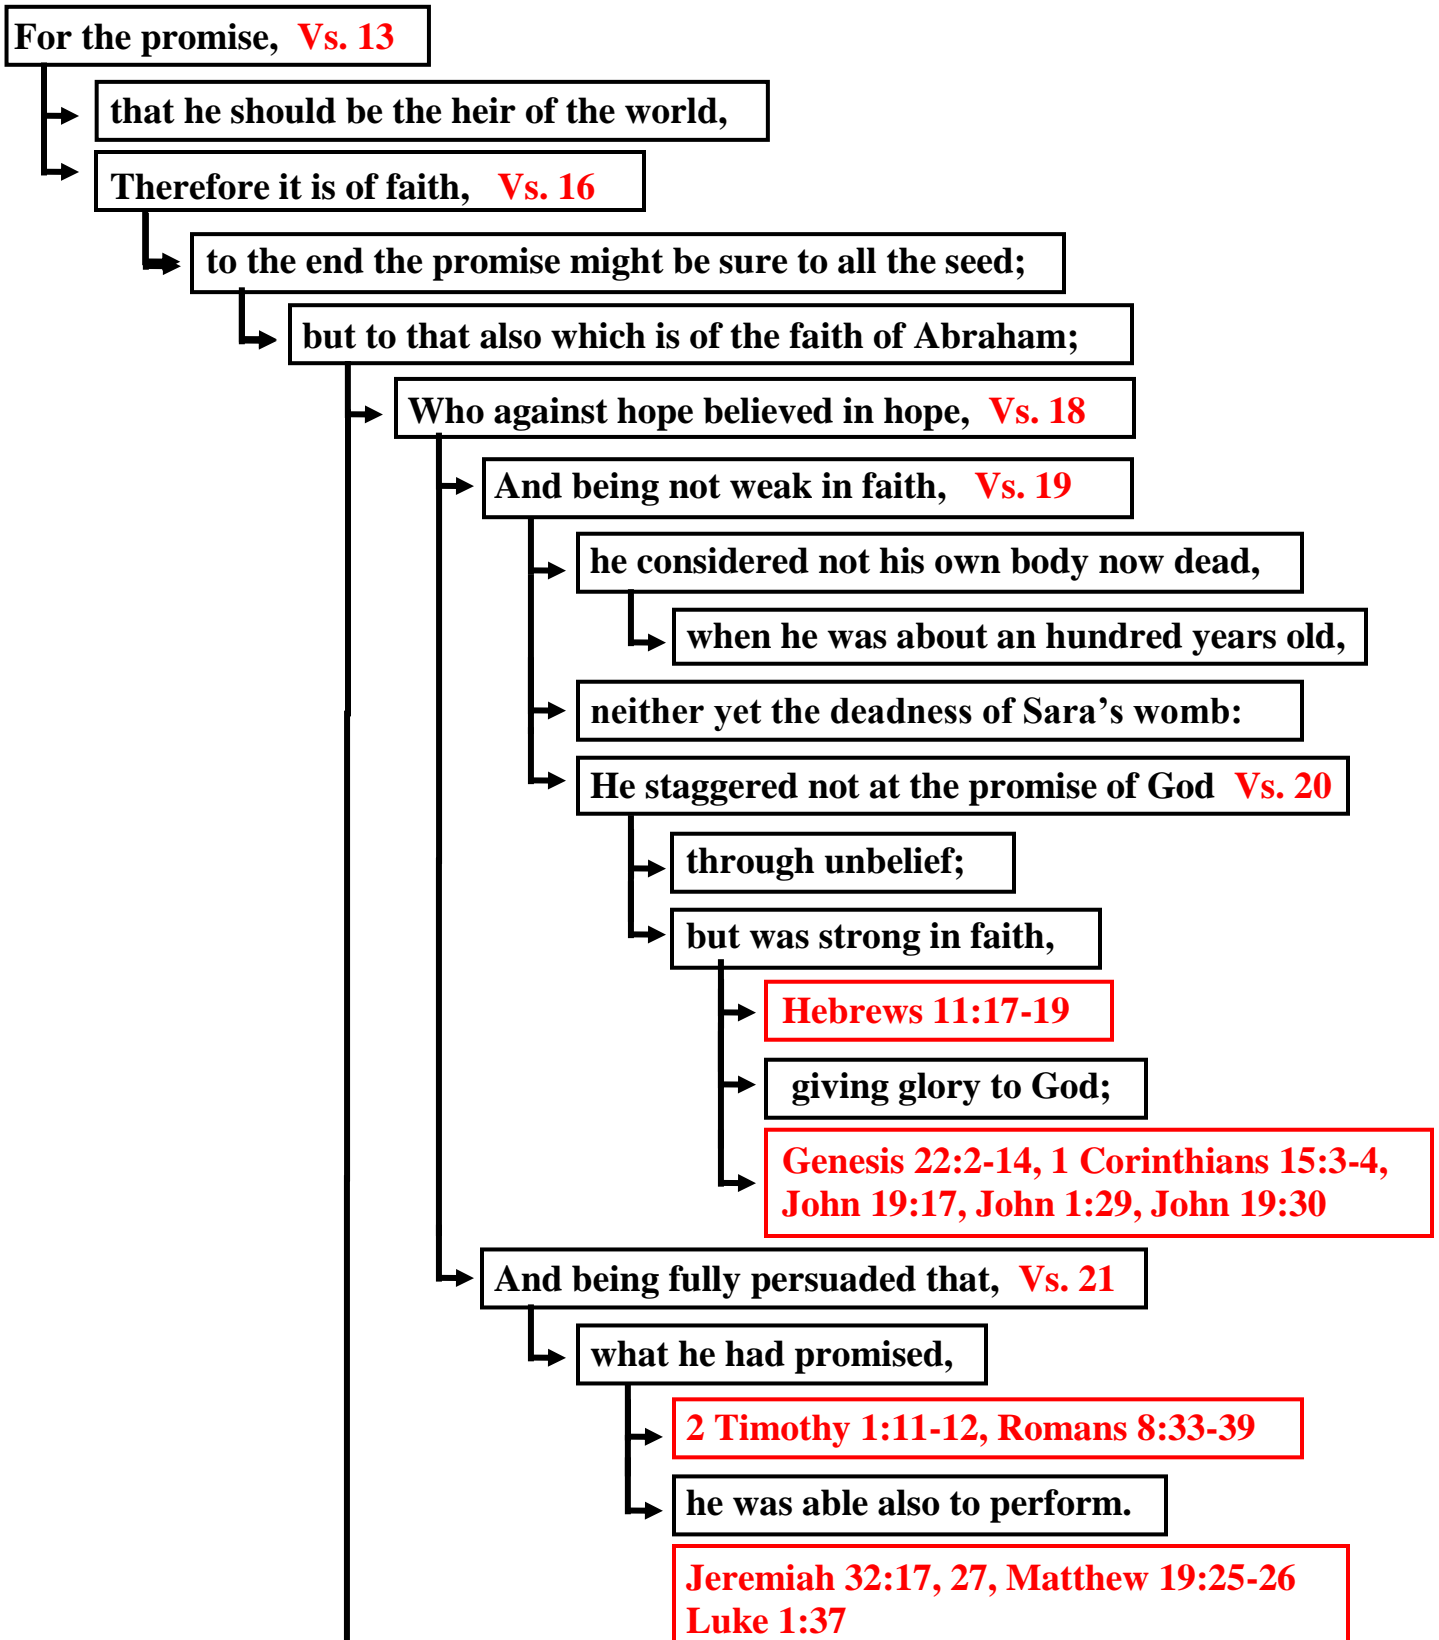 For the promise, Vs. 13
that he should be the heir of the world,
Therefore it is of faith, Vs. 16
to the end the promise might be sure to all the seed;
but to that also which is of the faith of Abraham;
Who against hope believed in hope, Vs. 18
And being not weak in faith, Vs. 19
he considered not his own body now dead,
when he was about an hundred years old,
neither yet the deadness of Sara’s womb:
He staggered not at the promise of God Vs. 20
through unbelief;
but was strong in faith,
Hebrews 11:17-19
giving glory to God;
Genesis 22:2-14, 1 Corinthians 15:3-4,
John 19:17, John 1:29, John 19:30
And being fully persuaded that, Vs. 21
what he had promised,
2 Timothy 1:11-12, Romans 8:33-39
he was able also to perform.
Jeremiah 32:17, 27, Matthew 19:25-26
Luke 1:37